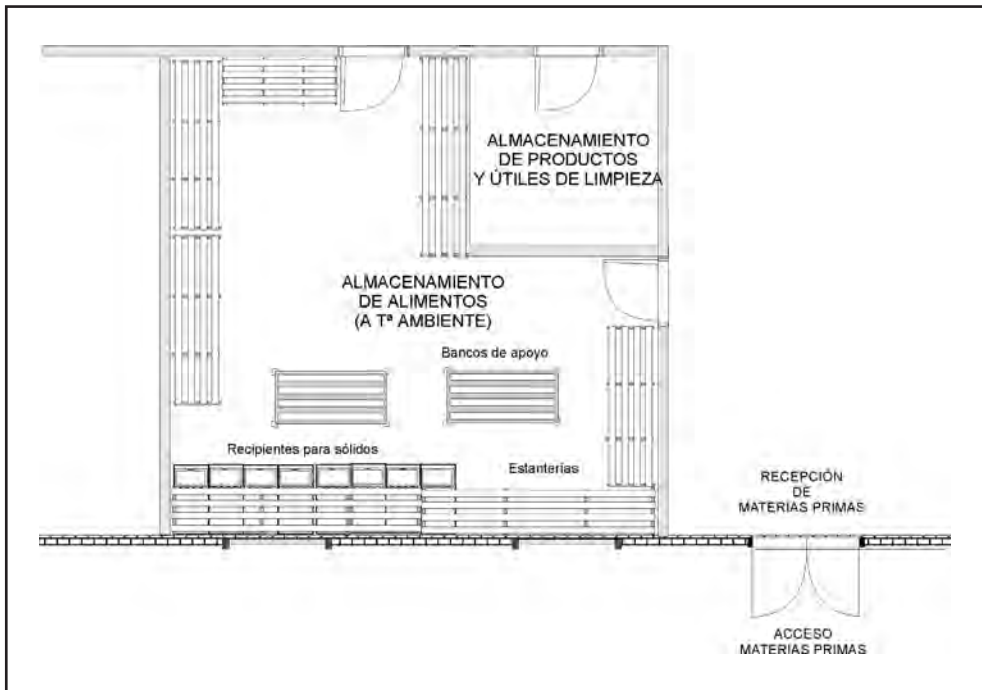 ALMACENAMIENTO
DE PRODUCTOS
Y ÚTILES DE LIMPIEZA
ALMACENAMIENTO
DE ALIMENTOS
(A Tª AMBIENTE)
Bancos de apoyo
Recipientes para sólidos
Estanterías
RECEPCIÓN
DE
MATERIAS PRIMAS
ACCESO
MATERIAS PRIMAS